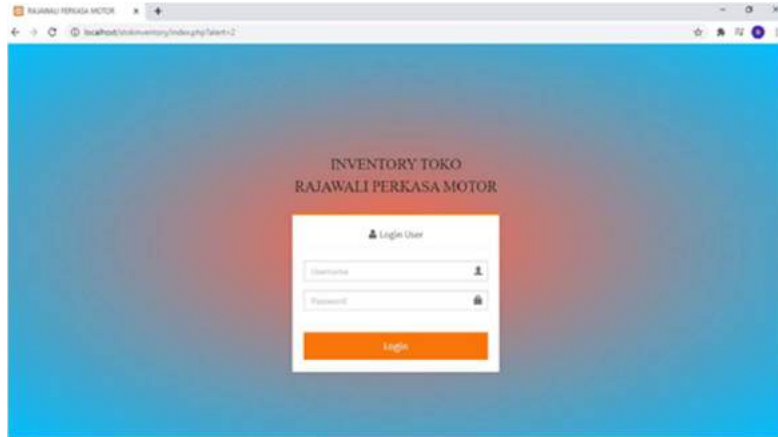 RAJAWALI PERKASA MOTOR
localhost/stokinventory/index.php?alert=2
INVENTORY TOKO
RAJAWALI PERKASA MOTOR
Login User
Username
Password
Login